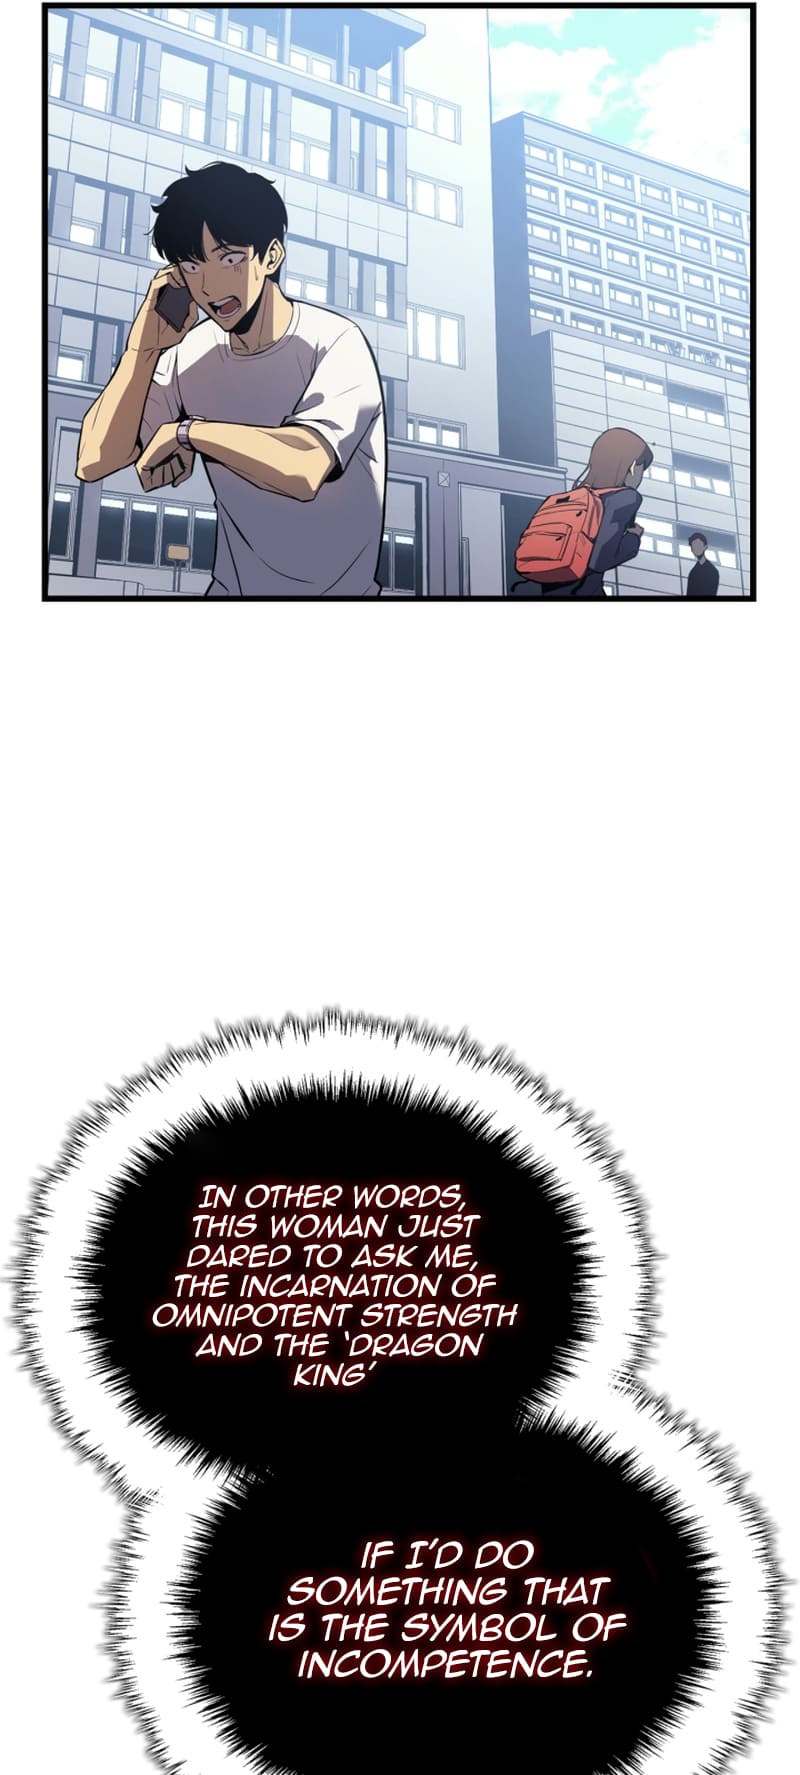 IN OTHER WORDS,
THIS WOMAN JUST
DARED TO ASK ME,
THE INCARNATION OF
OMNIPOTENT STRENGTH
AND THE 'DRAGON
KING'
IF I'D DO
SOMETHING THAT
IS THE SYMBOL OF
INCOMPETENCE.